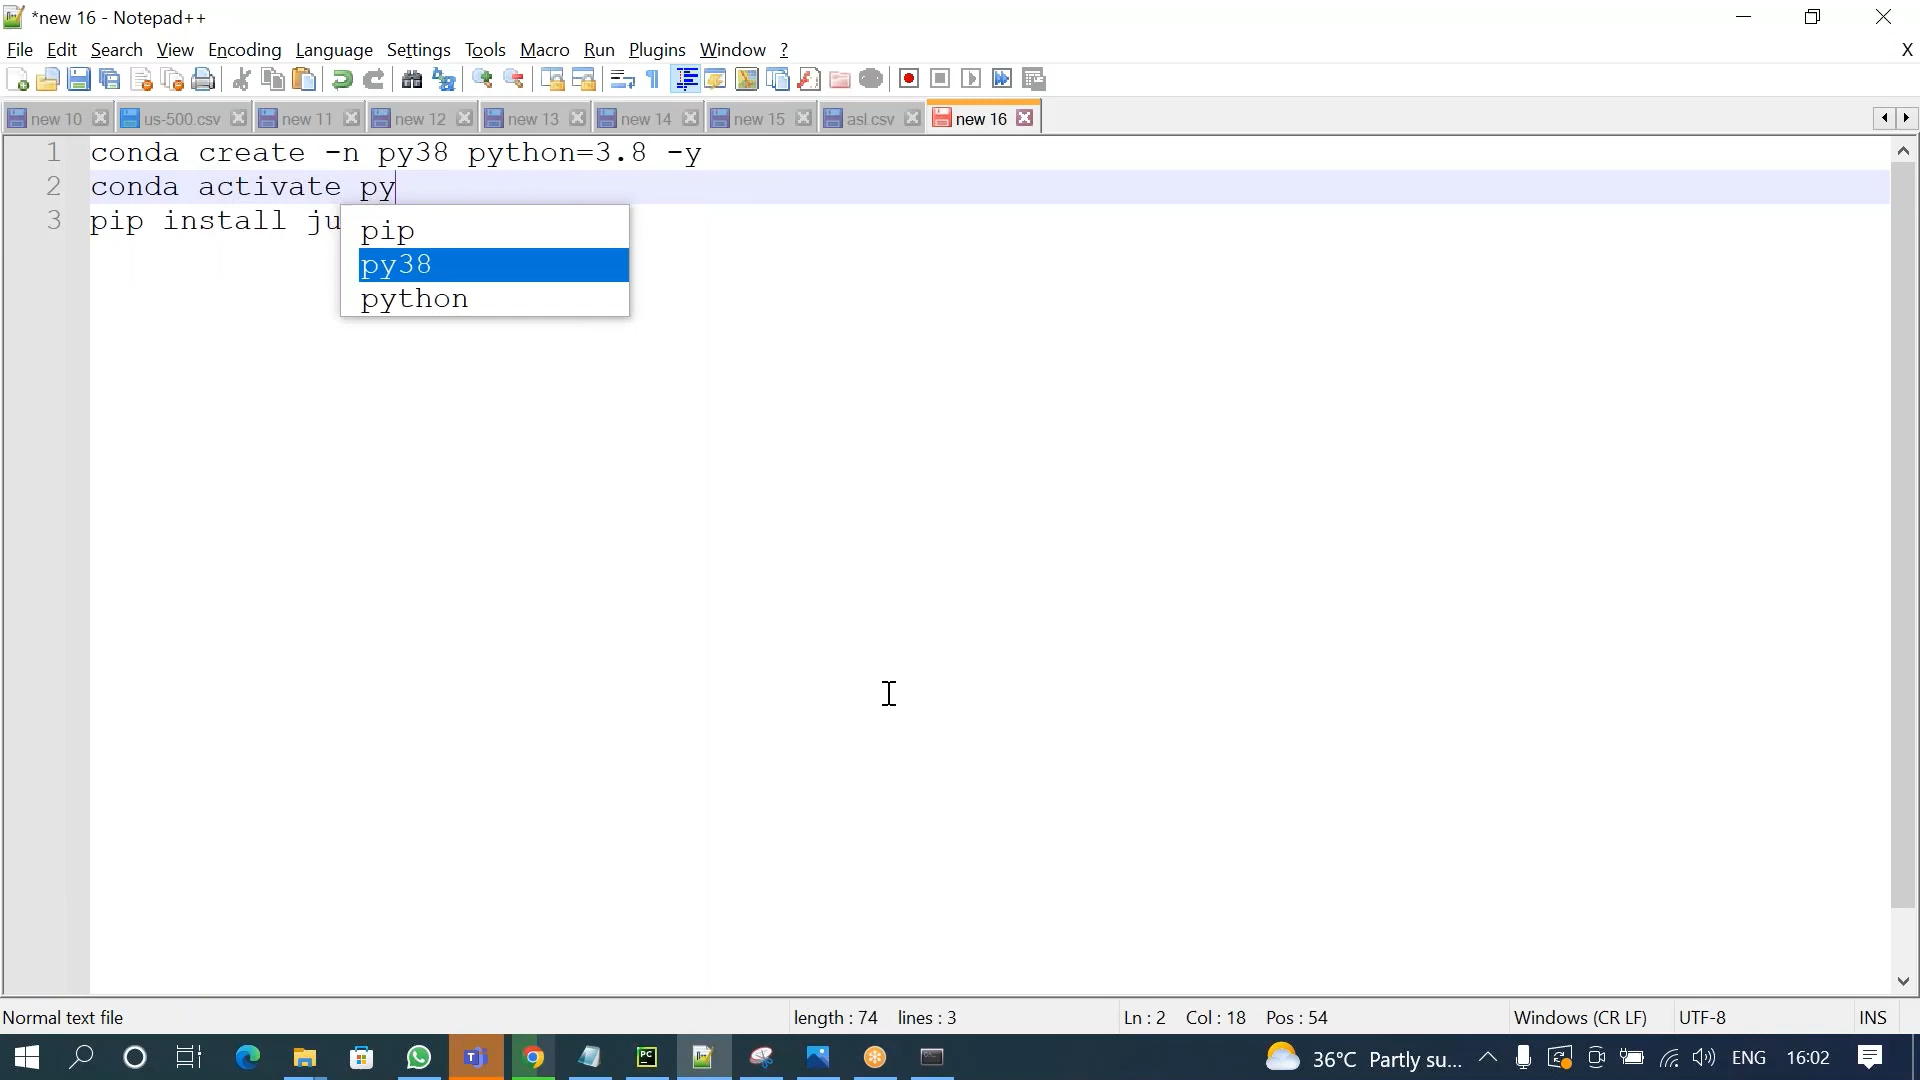 *new 16 - Notepad++
File Edit Search View Encoding Language Settings Tools Macro Run Plugins Window ? X
new 10 us-500.csv new 11 new 12 new 13 new 14 new 15 asl.csv new 16
1 conda create -n py38 python=3.8 -y
2 conda activate py
3 pip install ju
pip
py38
python
Normal text file length : 74 lines : 3 Ln : 2 Col : 18 Pos : 54 Windows (CR LF) UTF-8 INS
36°C Partly su... ENG 16:02